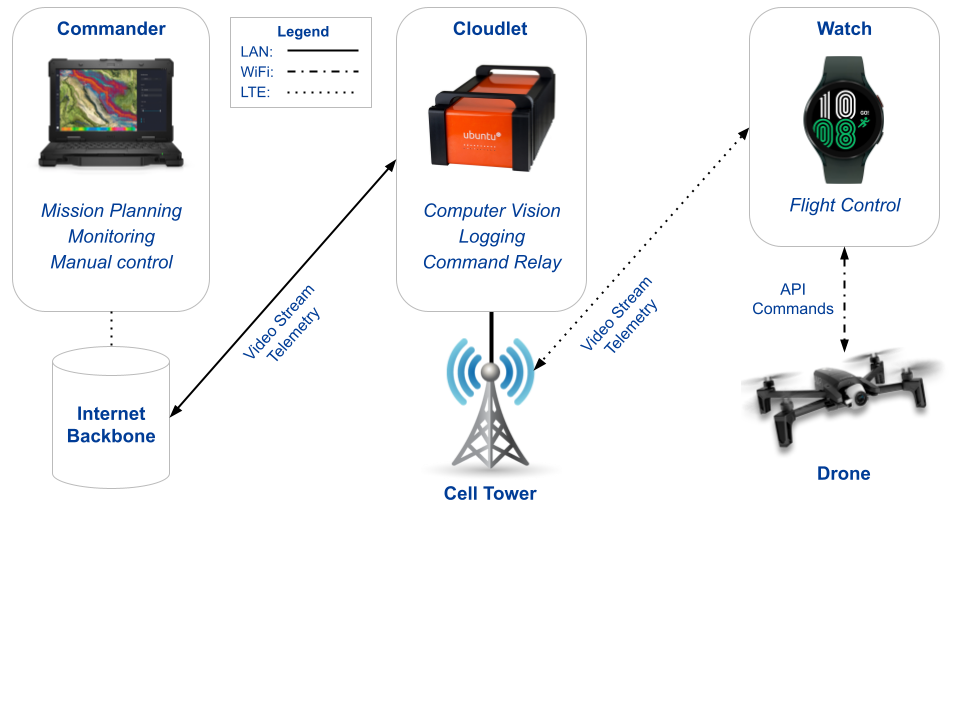 Commander
Mission Planning
Monitoring
Manual control
Internet
Backbone
Legend
LAN:
WiFi:
LTE:
Video Stream
Telemetry
Cloudlet
ubuntu
Computer Vision
Logging
Command Relay
Cell Tower
Video Stream
Telemetry
Watch
10
GO!
08
Flight Control
API
Commands
Drone